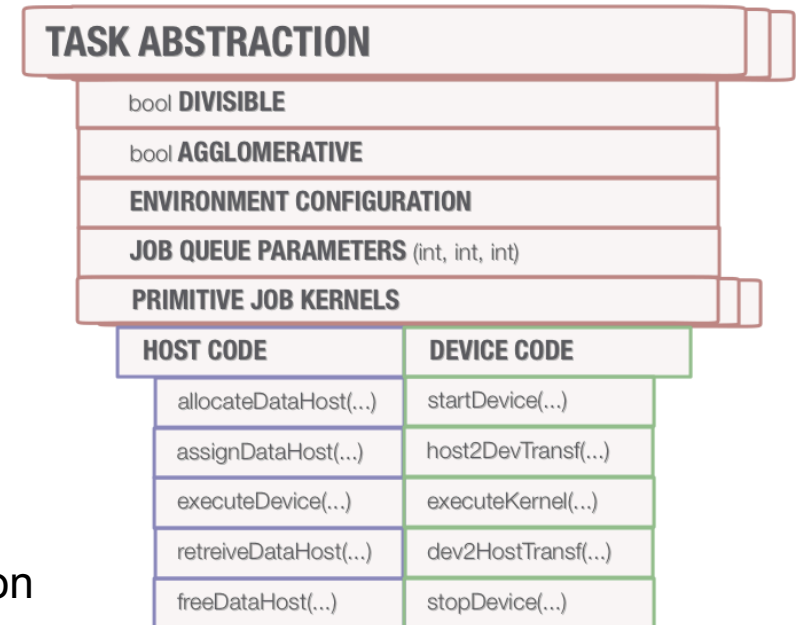 TASK ABSTRACTION
bool DIVISIBLE
bool AGGLOMERATIVE
ENVIRONMENT CONFIGURATION
JOB QUEUE PARAMETERS (int, int, int)
PRIMITIVE JOB KERNELS
HOST CODE DEVICE CODE
allocateDataHost(...) startDevice(...)
assignDataHost(...) host2DevTransf(...)
executeDevice(...) executeKernel(...)
retreiveDataHost(...) dev2HostTransf(...)
on
freeDataHost(...) stopDevice(...)